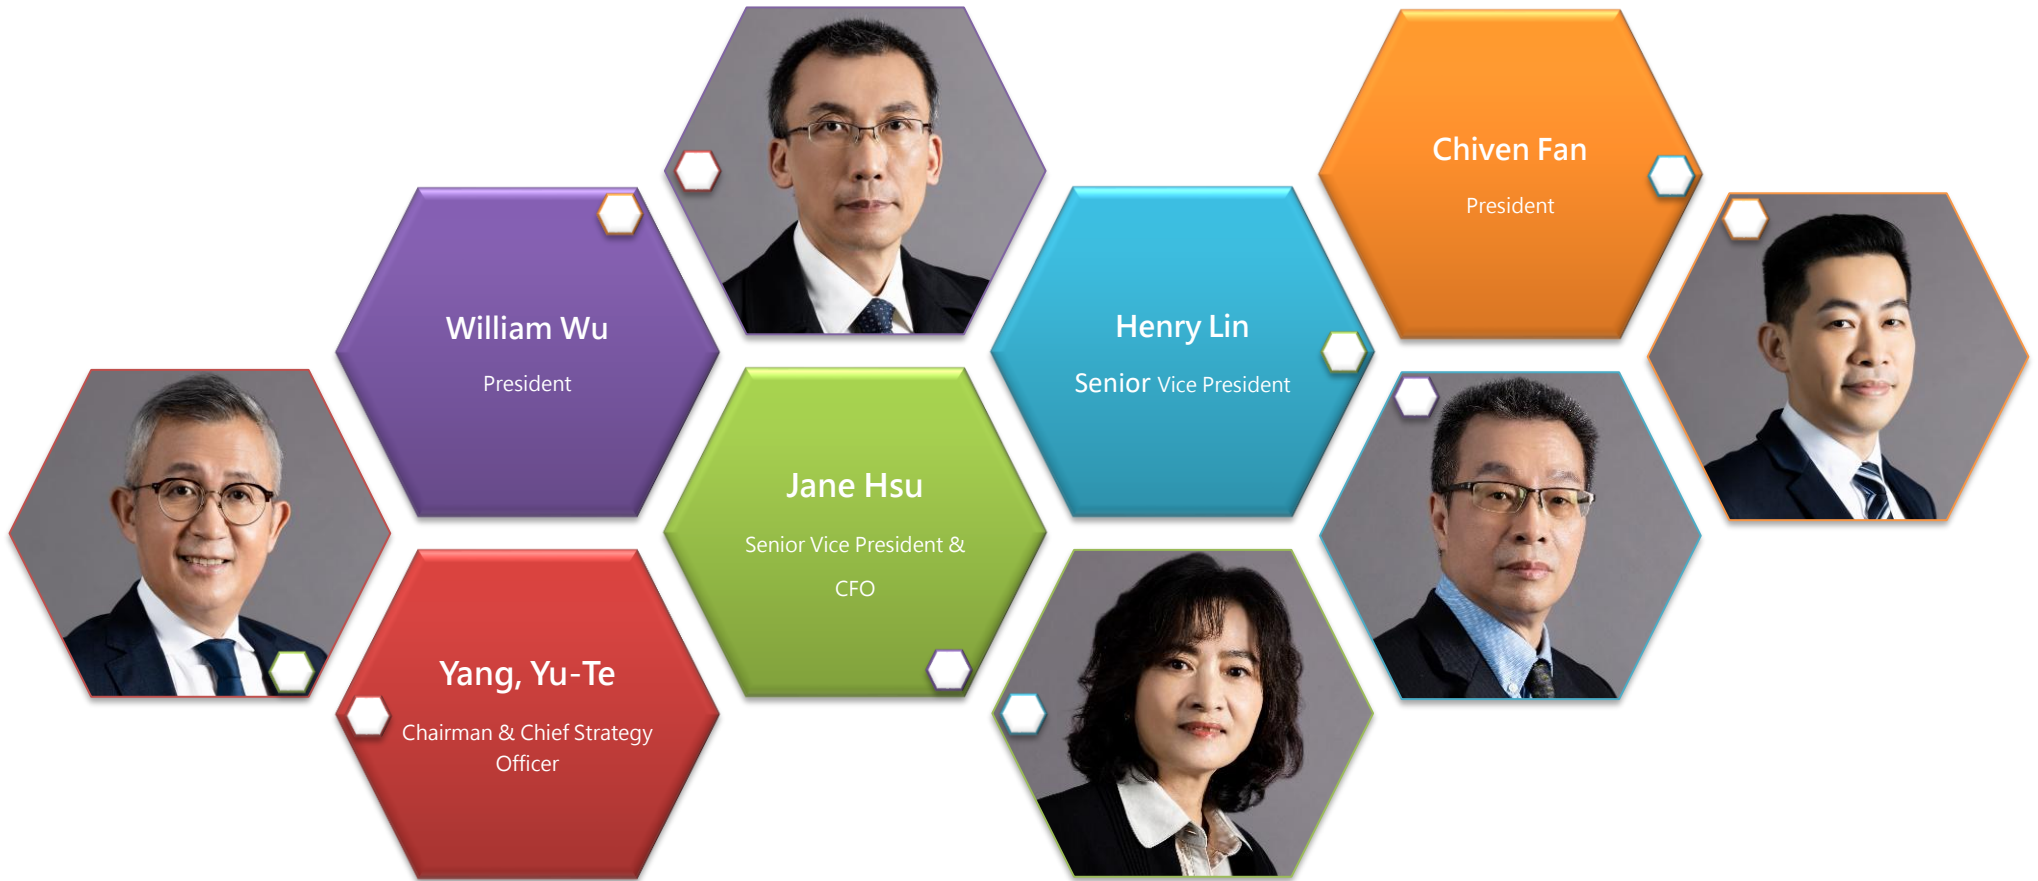 Chiven Fan
President
William Wu
President
Henry Lin
Senior Vice President
Jane Hsu
Senior Vice President &
CFO
Yang, Yu-Te
Chairman & Chief Strategy
Officer